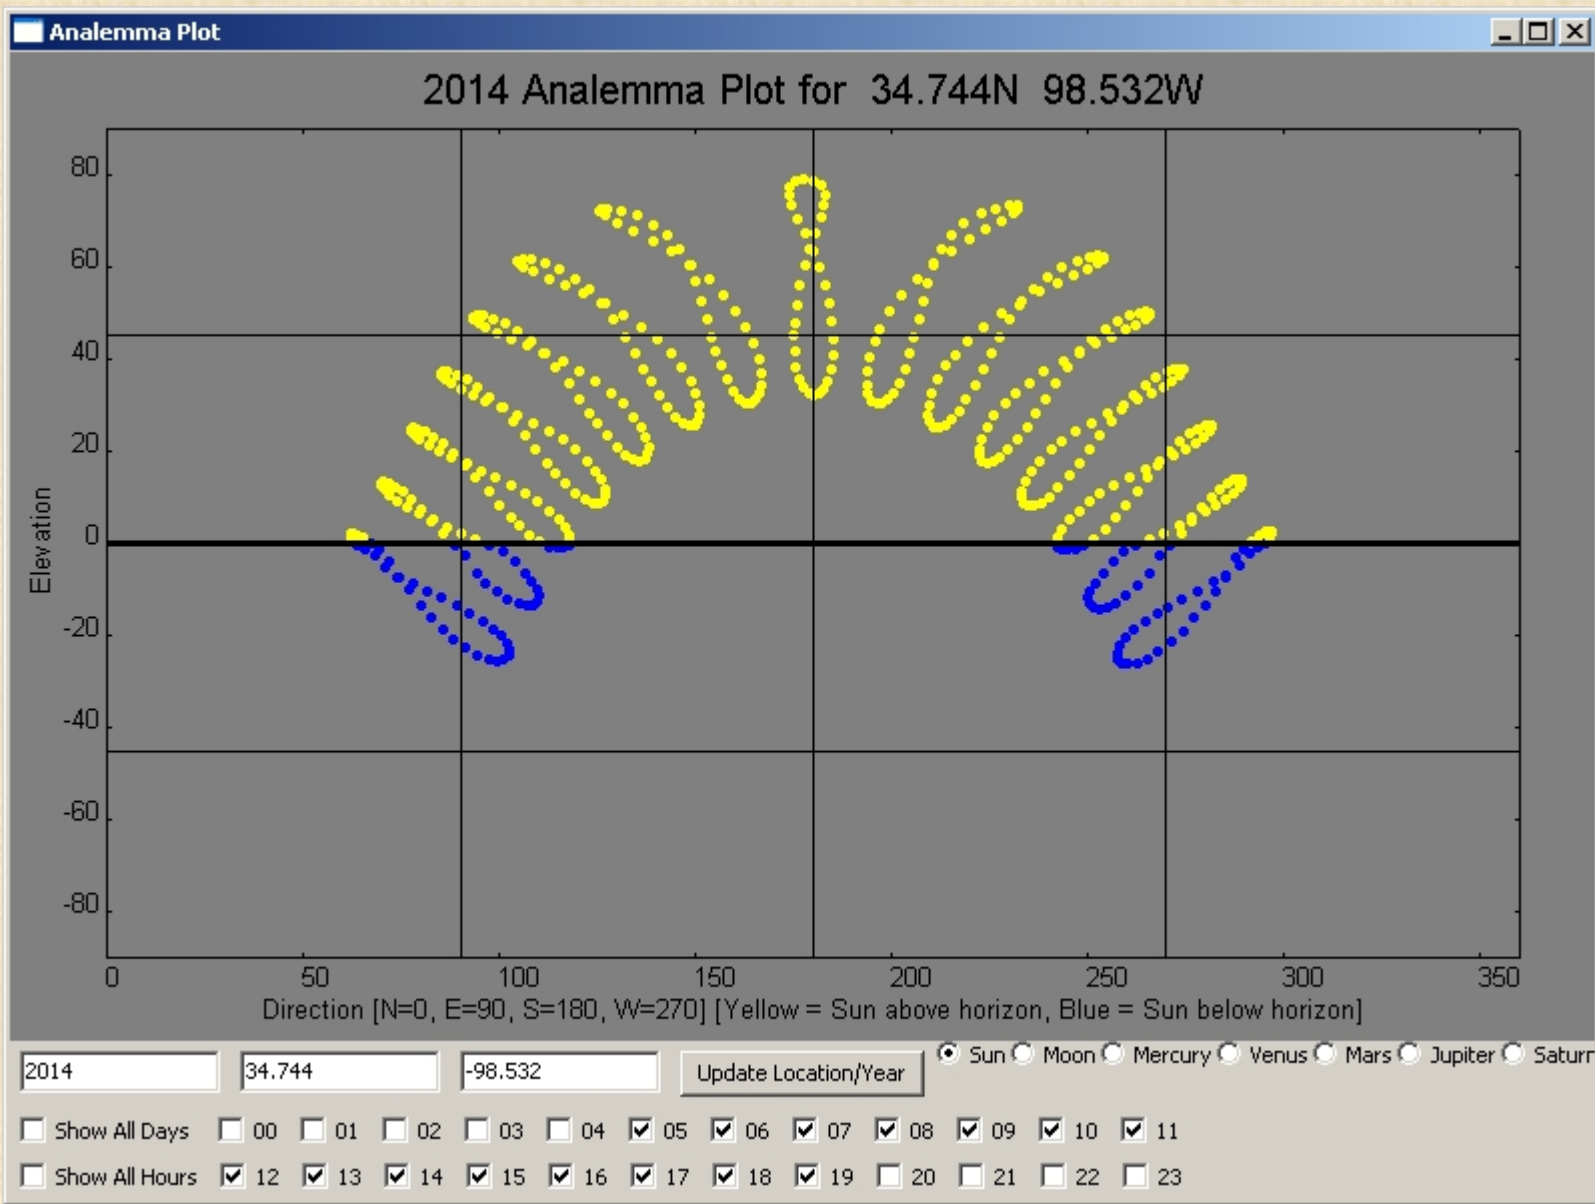 Analemma Plot
2014 Analemma Plot for 34.744N 98.532W
80
60
40
20
0
-20
-40
-60
-80
Elevation
0 50 100 150 200 250 300 350
Direction [N=0, E=90, S=180, W=270] [Yellow = Sun above horizon, Blue = Sun below horizon]
2014 34.744 -98.532 Update Location/Year Sun Moon Mercury Venus Mars Jupiter Saturn
Show All Days 00 01 02 03 04 05 06 07 08 09 10 11
Show All Hours 12 13 14 15 16 17 18 19 20 21 22 23